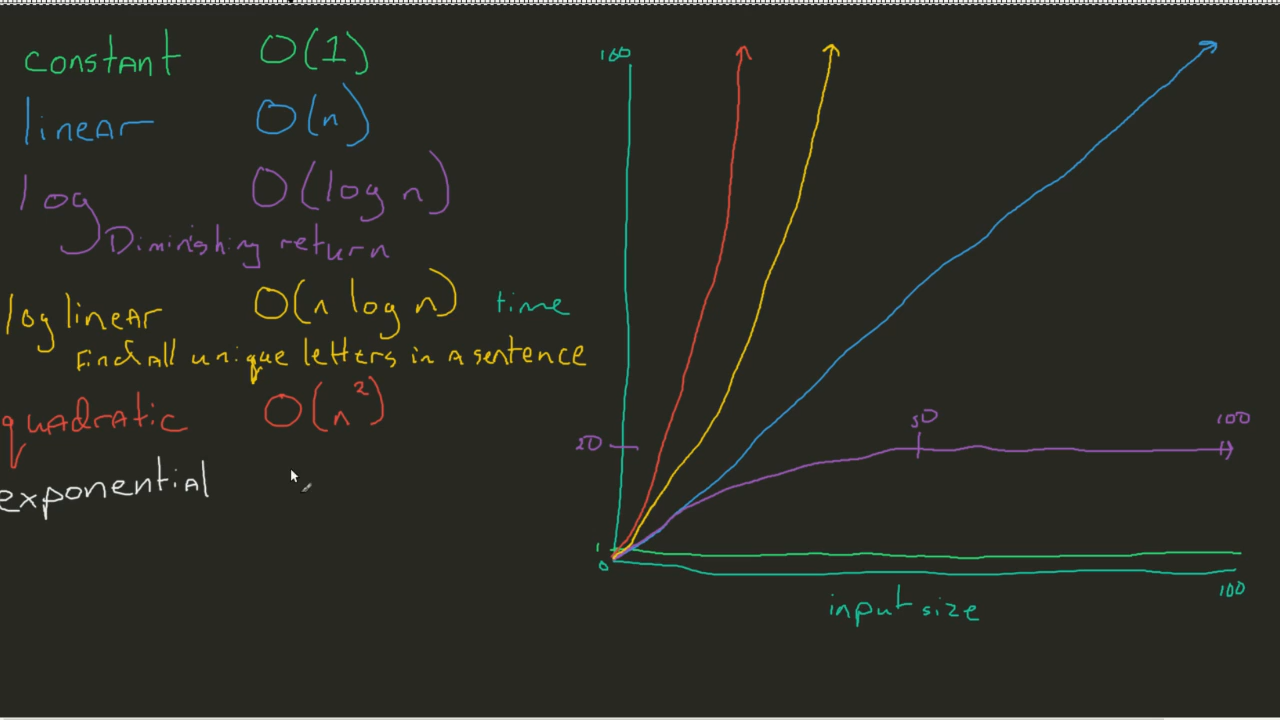 constant O(1)
linear O(n)
log O(log n)
Diminishing return
log linear O(n log n)
Find all unique letters in a sentence
quadratic O(n²)
exponential
time
100
20
1
0
50
100
100
input size